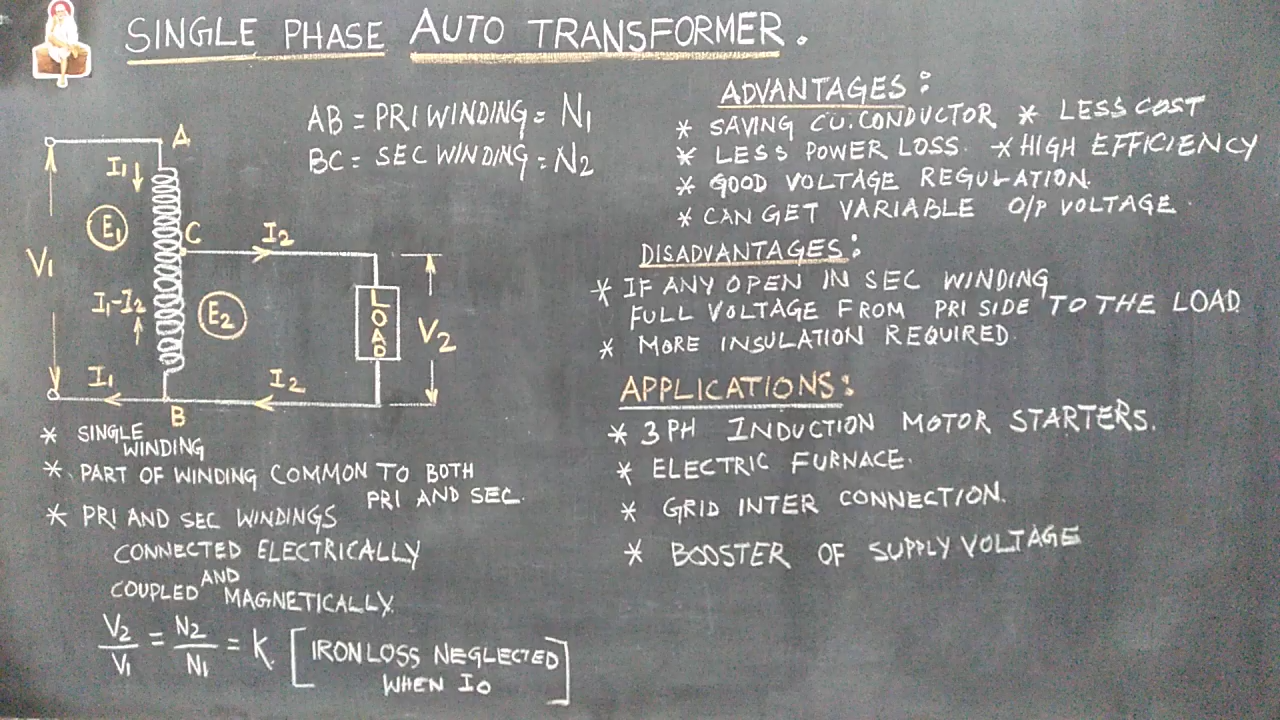 SINGLE PHASE AUTO TRANSFORMER.
AB = PRI WINDING = N1
BC = SEC WINDING = N2
A
I1
E1
C
I2
V1
I1-I2
E2
LOAD
V2
I1
I2
B
* SINGLE
WINDING
* PART OF WINDING COMMON TO BOTH
PRI AND SEC.
* PRI AND SEC WINDINGS
CONNECTED ELECTRICALLY
AND
COUPLED MAGNETICALLY.
V2/V1 = N2/N1 = K. [IRON LOSS NEGLECTED
WHEN I0]
ADVANTAGES:
* SAVING CU.CONDUCTOR * LESS COST
* LESS POWER LOSS. * HIGH EFFICIENCY
* GOOD VOLTAGE REGULATION.
* CAN GET VARIABLE O/P VOLTAGE.
DISADVANTAGES:
* IF ANY OPEN IN SEC WINDING
FULL VOLTAGE FROM PRI SIDE TO THE LOAD
* MORE INSULATION REQUIRED.
APPLICATIONS:
* 3 PH INDUCTION MOTOR STARTERS.
* ELECTRIC FURNACE.
* GRID INTER CONNECTION.
* BOOSTER OF SUPPLY VOLTAGE